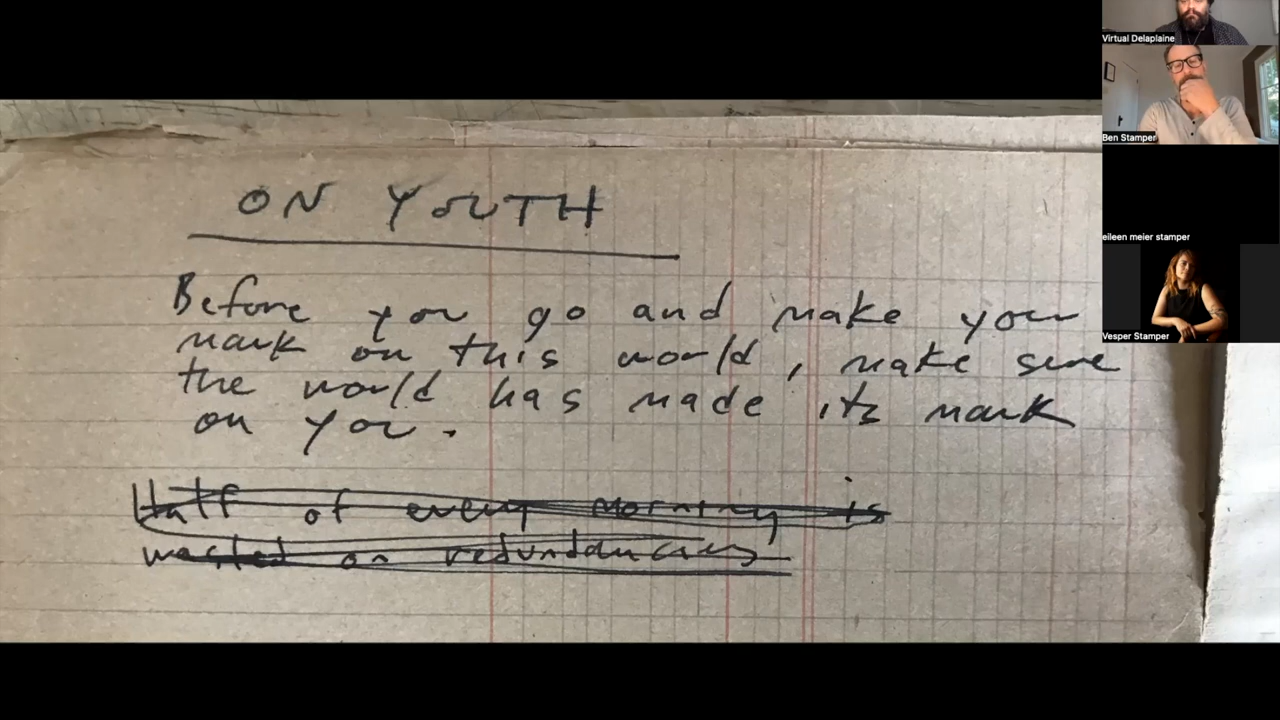 Virtual Delaplaine
Ben Stamper
eileen meier stamper
Vesper Stamper
ON YOUTH
Before you go and make your
mark on this world, make sure
the world has made its mark
on you.
Half of every morning is
wasted on redundancies